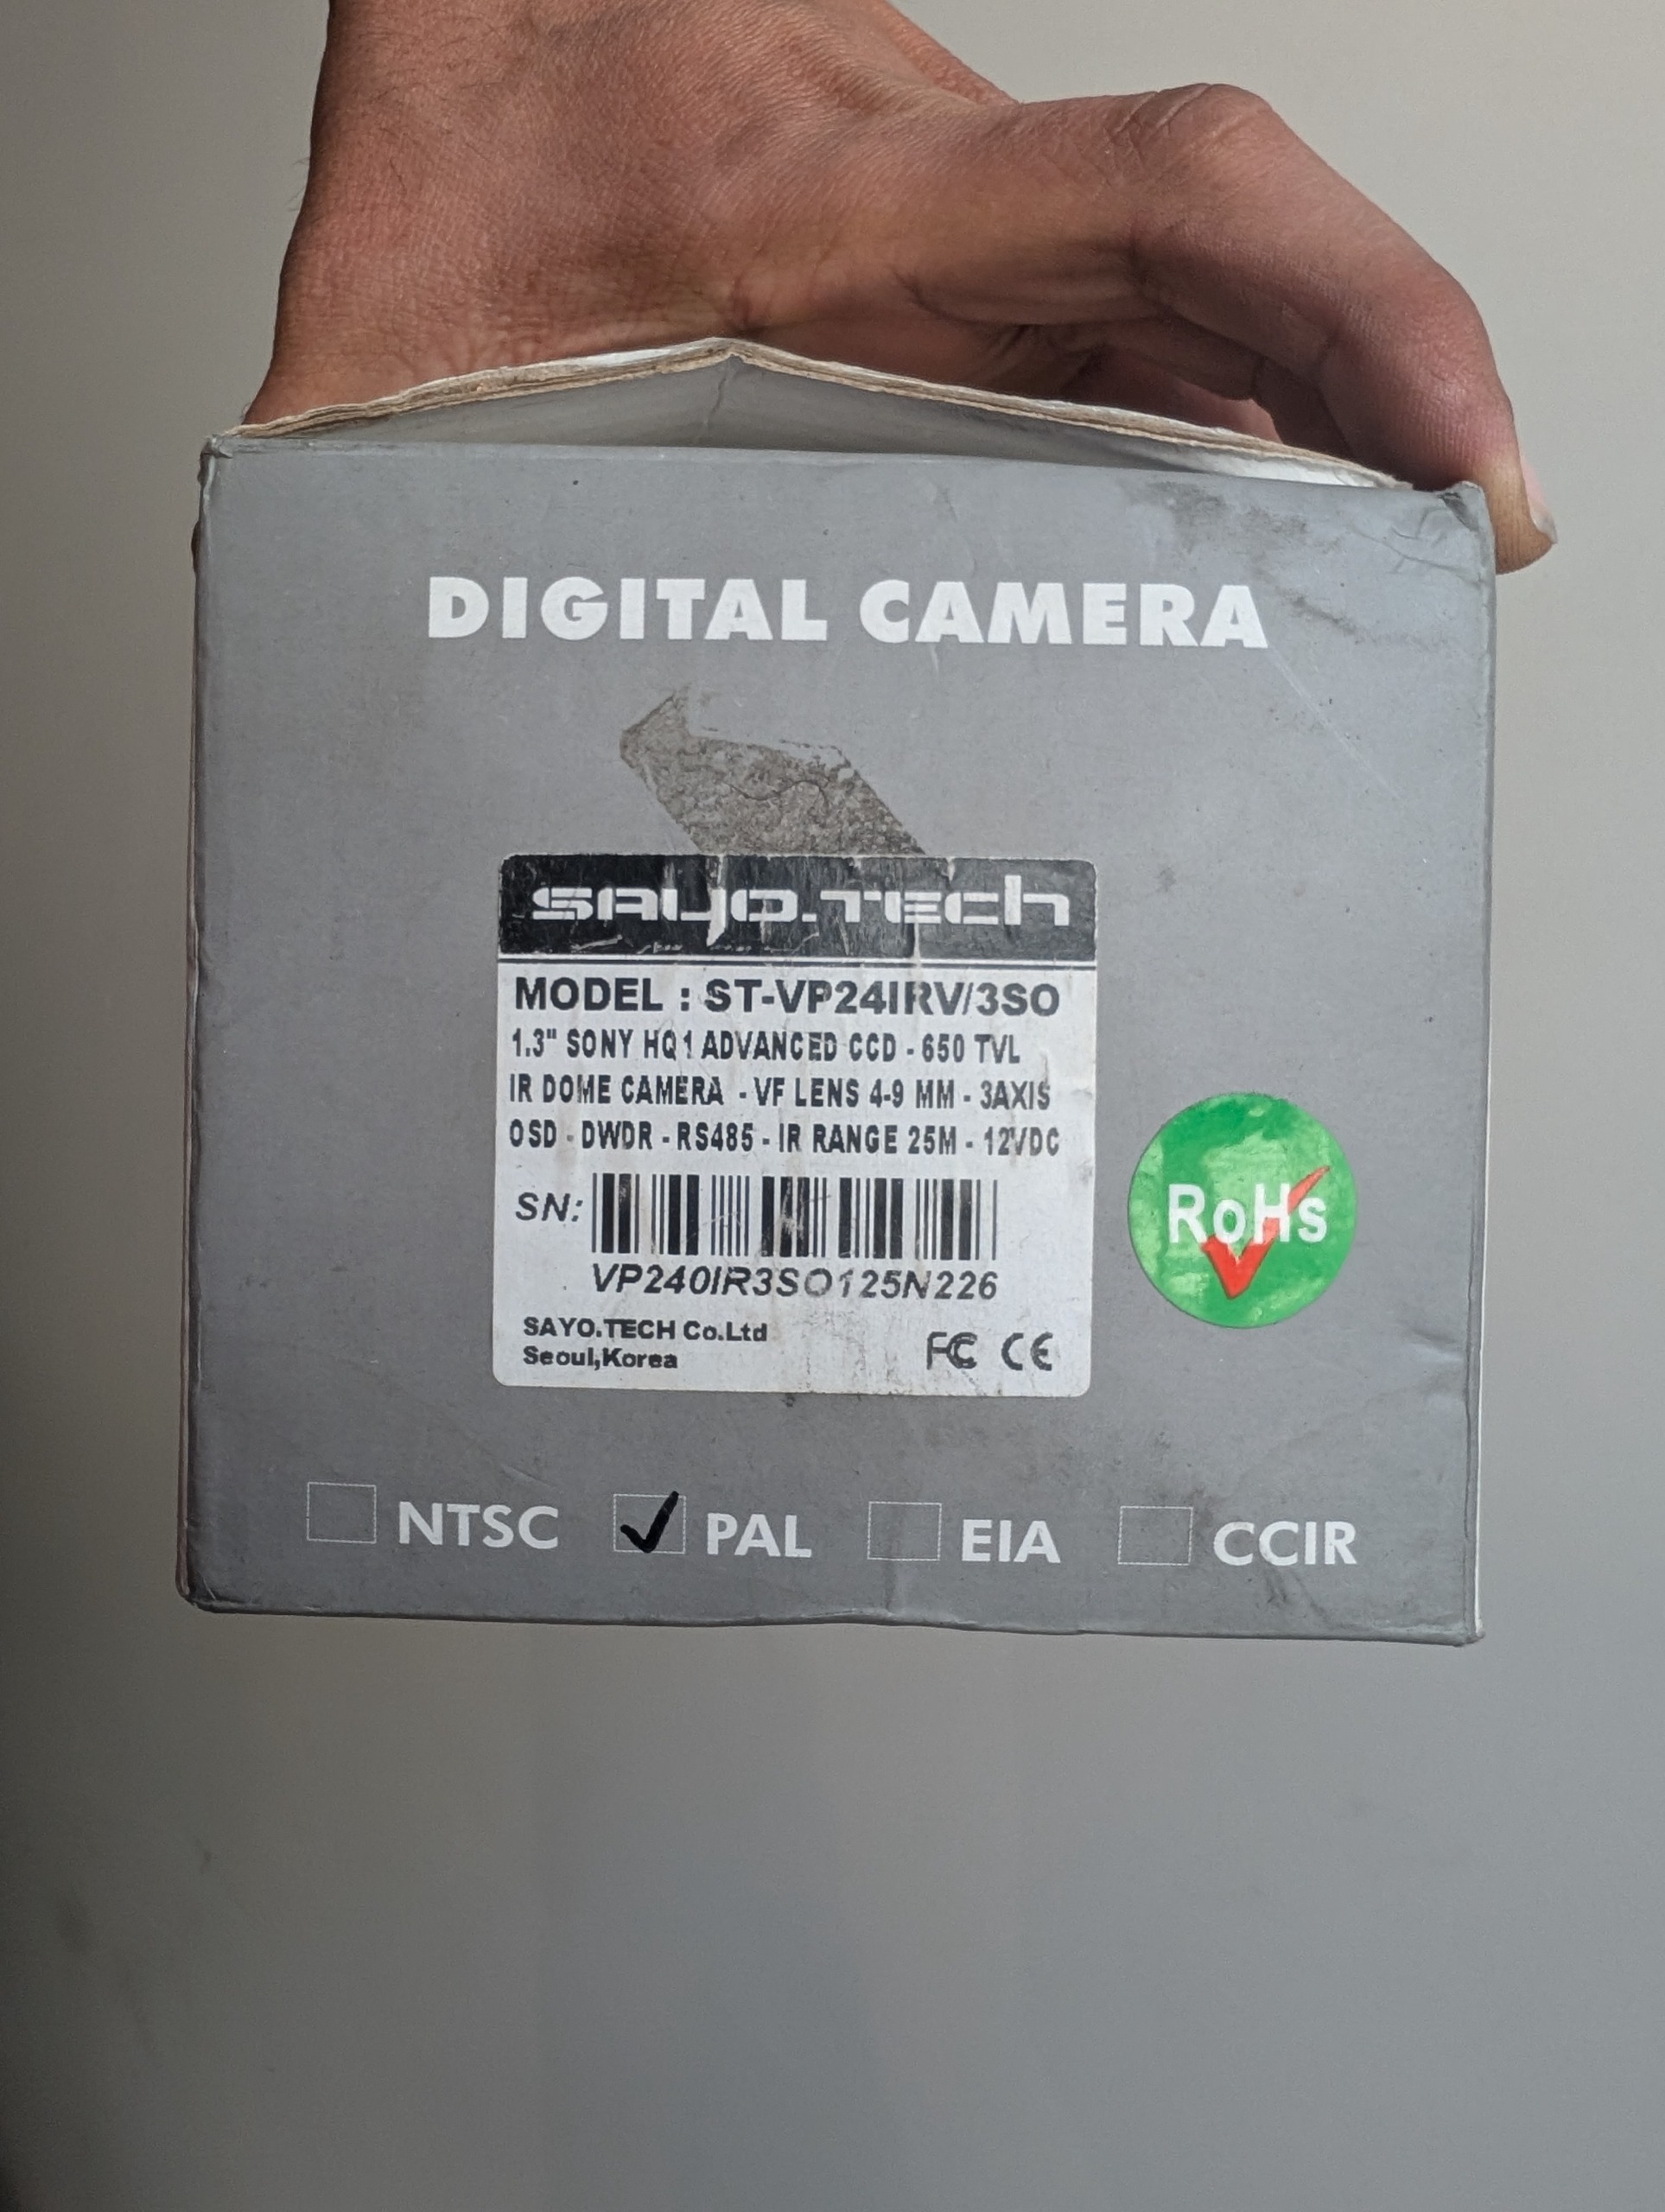 DIGITAL CAMERA
SAYO.TECH
MODEL : ST-VP24IRV/3SO
1.3" SONY HQ1 ADVANCED CCD - 650 TVL
IR DOME CAMERA - VF LENS 4-9 MM - 3AXIS
OSD - DWDR - RS485 - IR RANGE 25M - 12VDC
SN:
VP240IR3SO125N226
SAYO.TECH Co.Ltd
Seoul,Korea
FC CE
RoHs
NTSC PAL EIA CCIR